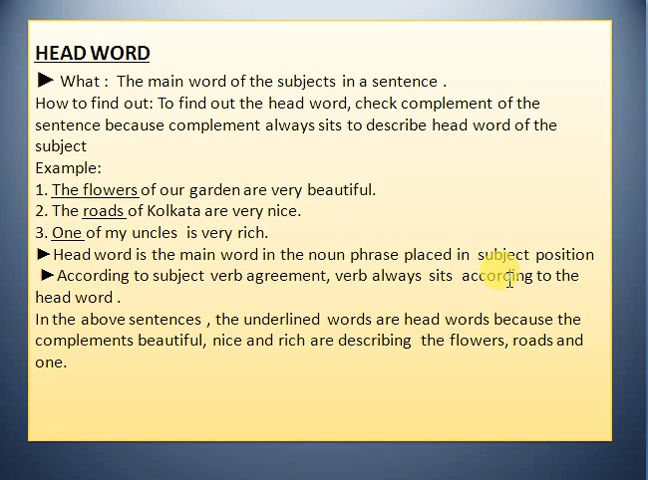 HEAD WORD
► What : The main word of the subjects in a sentence .
How to find out: To find out the head word, check complement of the
sentence because complement always sits to describe head word of the
subject
Example:
1. The flowers of our garden are very beautiful.
2. The roads of Kolkata are very nice.
3. One of my uncles is very rich.
►Head word is the main word in the noun phrase placed in subject position
►According to subject verb agreement, verb always sits according to the
head word .
In the above sentences , the underlined words are head words because the
complements beautiful, nice and rich are describing the flowers, roads and
one.